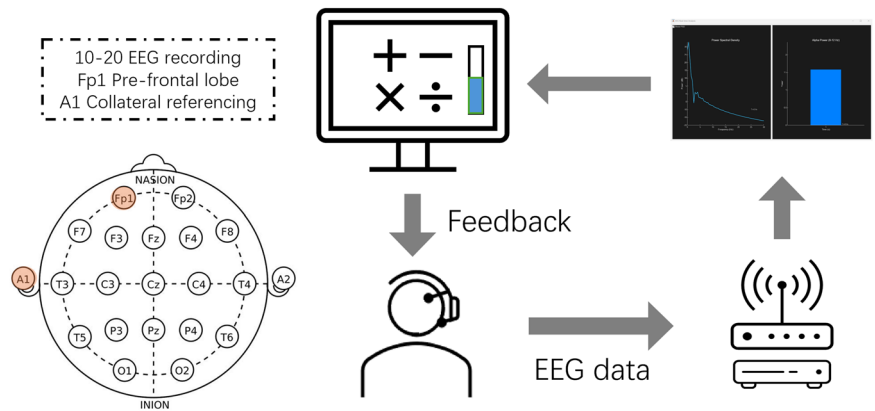 10-20 EEG recording
Fp1 Pre-frontal lobe
A1 Collateral referencing
NASION
Fp1
Fp2
F7
F3
Fz
F4
F8
A1
T3
C3
Cz
C4
T4
A2
T5
P3
Pz
P4
T6
O1
O2
INION
Feedback
EEG data
Power Spectral Density